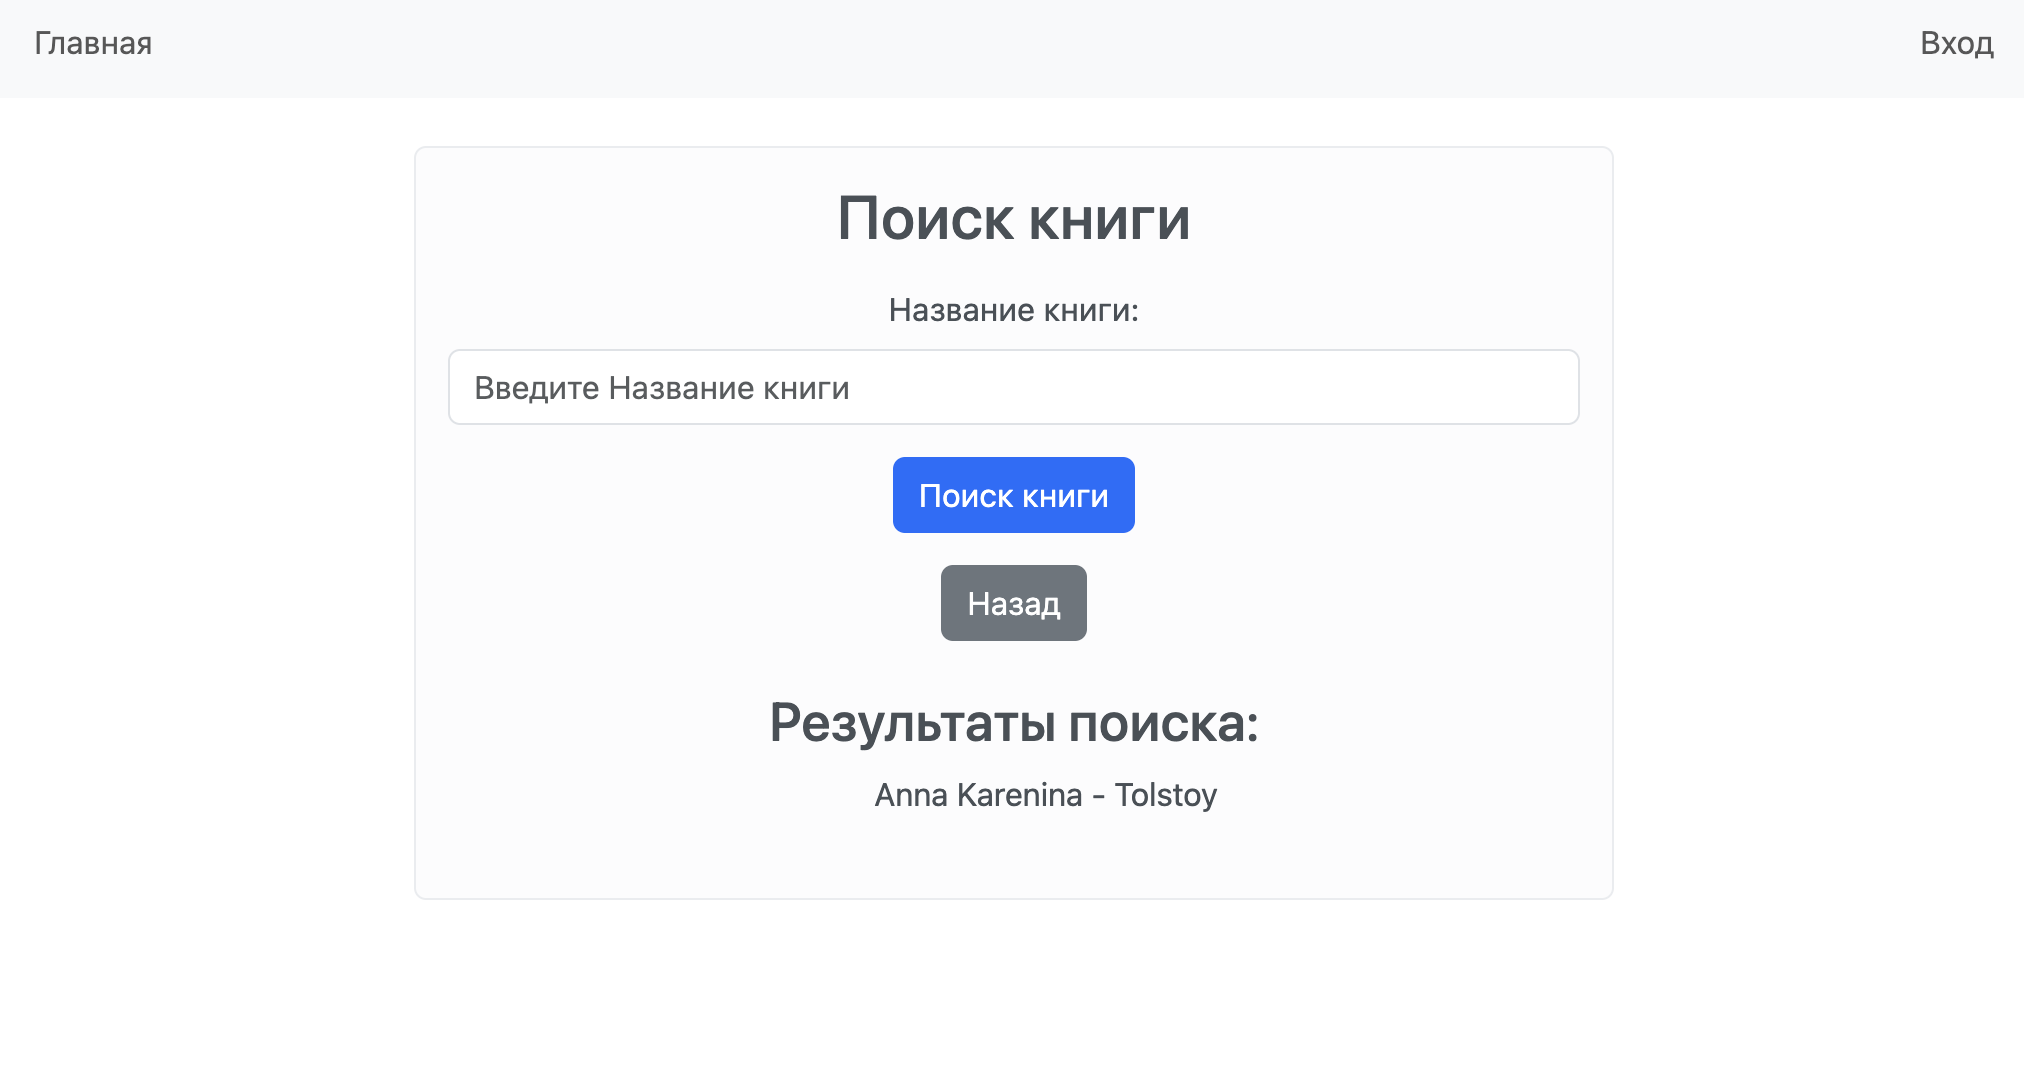 Главная
Вход
Поиск книги
Название книги:
Введите Название книги
Поиск книги
Назад
Результаты поиска:
Anna Karenina - Tolstoy